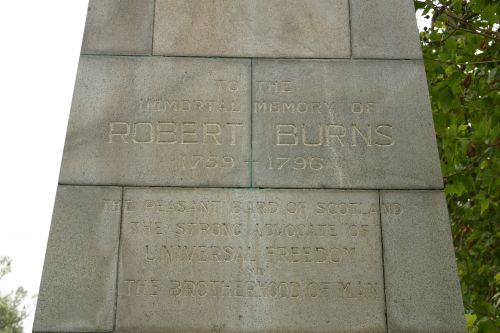 TO THE
IMMORTAL MEMORY OF
ROBERT BURNS
1759 - 1796
THE PEASANT BARD OF SCOTLAND
THE STRONG ADVOCATE OF
UNIVERSAL FREEDOM
AND
THE BROTHERHOOD OF MAN